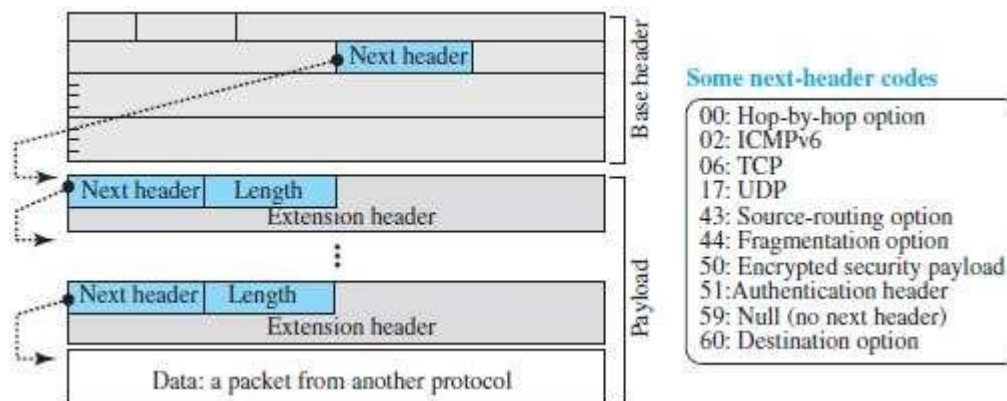 Next header
Base header
Next header Length
Extension header
Next header Length
Extension header
Data: a packet from another protocol
Payload
Some next-header codes
00: Hop-by-hop option
02: ICMPv6
06: TCP
17: UDP
43: Source-routing option
44: Fragmentation option
50: Encrypted security payload
51:Authentication header
59: Null (no next header)
60: Destination option